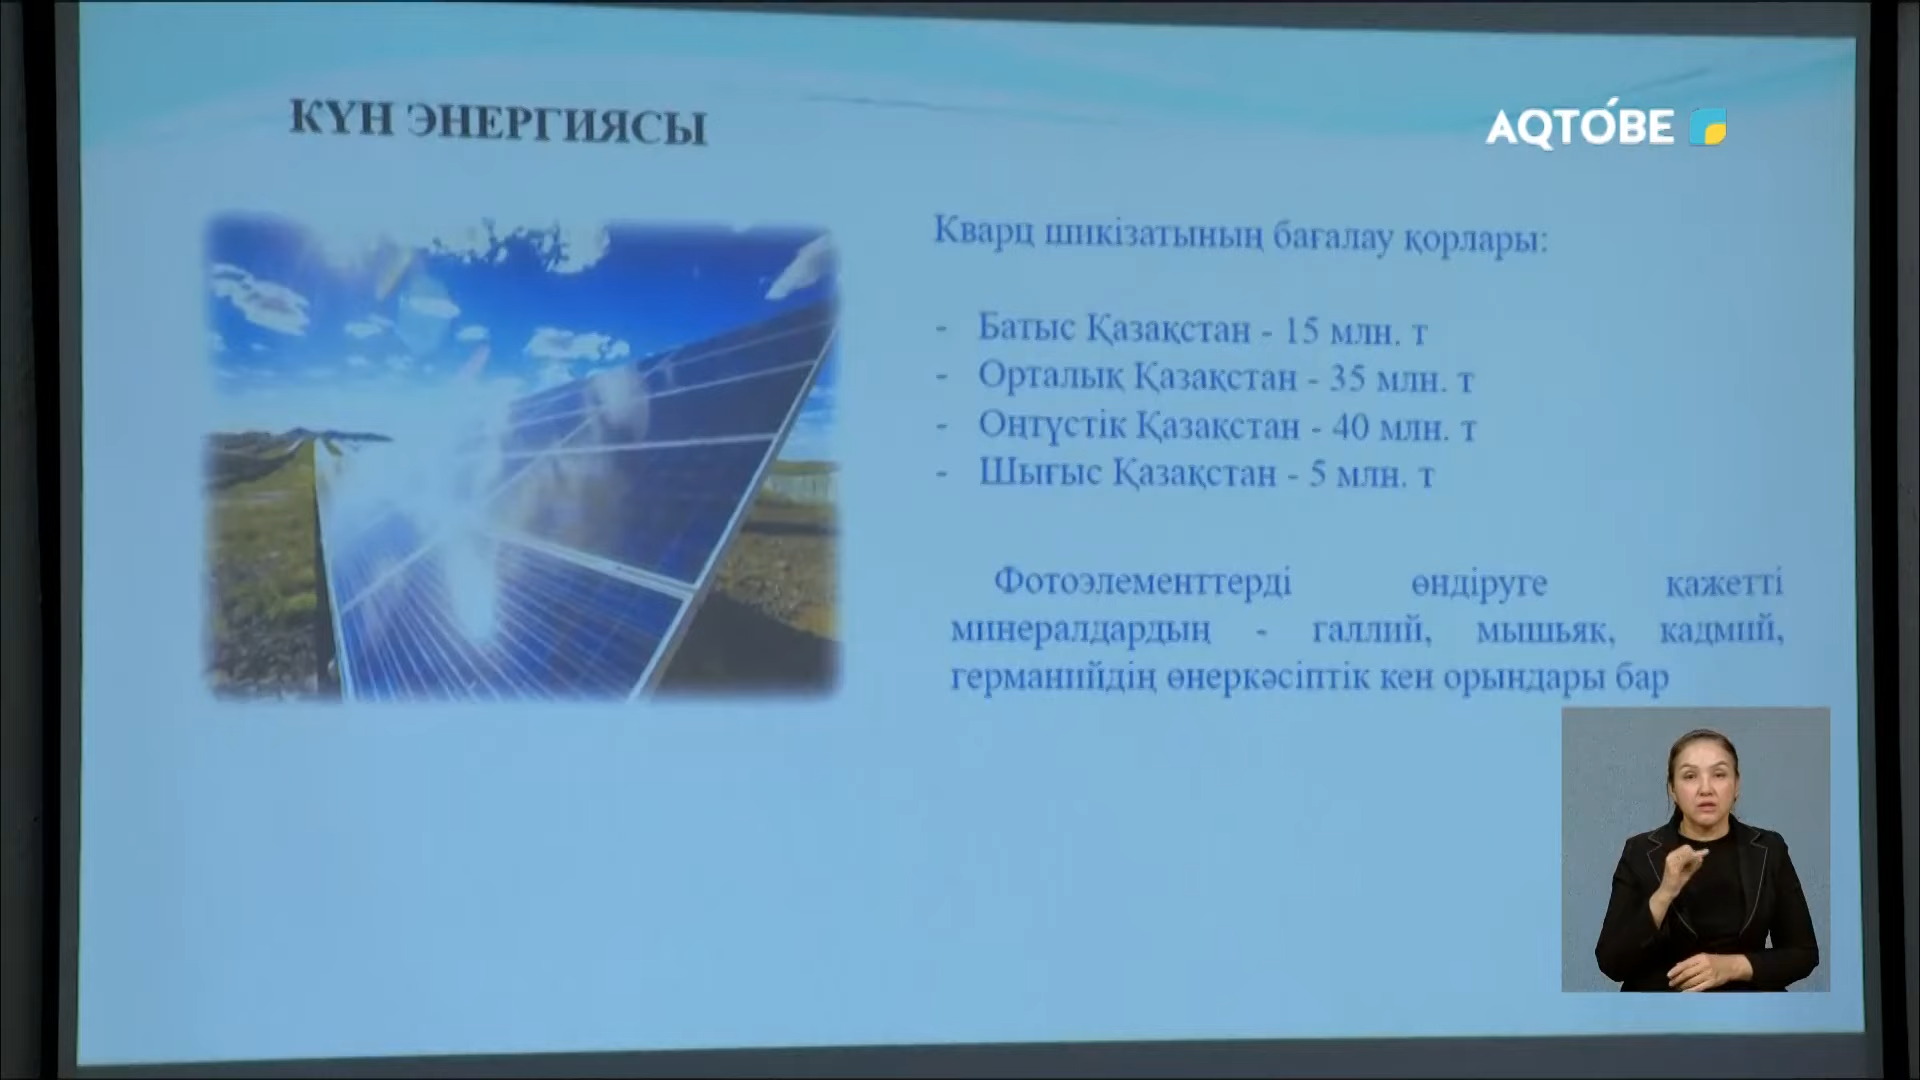 КҮН ЭНЕРГИЯСЫ
AQTÓBE
Кварц шикізатының бағалау қорлары:
- Батыс Қазақстан - 15 млн. т
- Орталық Қазақстан - 35 млн. т
- Оңтүстік Қазақстан - 40 млн. т
- Шығыс Қазақстан - 5 млн. т
Фотоэлементтерді өндіруге қажетті
минералдардың - галлий, мышьяк, кадмий,
германийдің өнеркәсіптік кен орындары бар